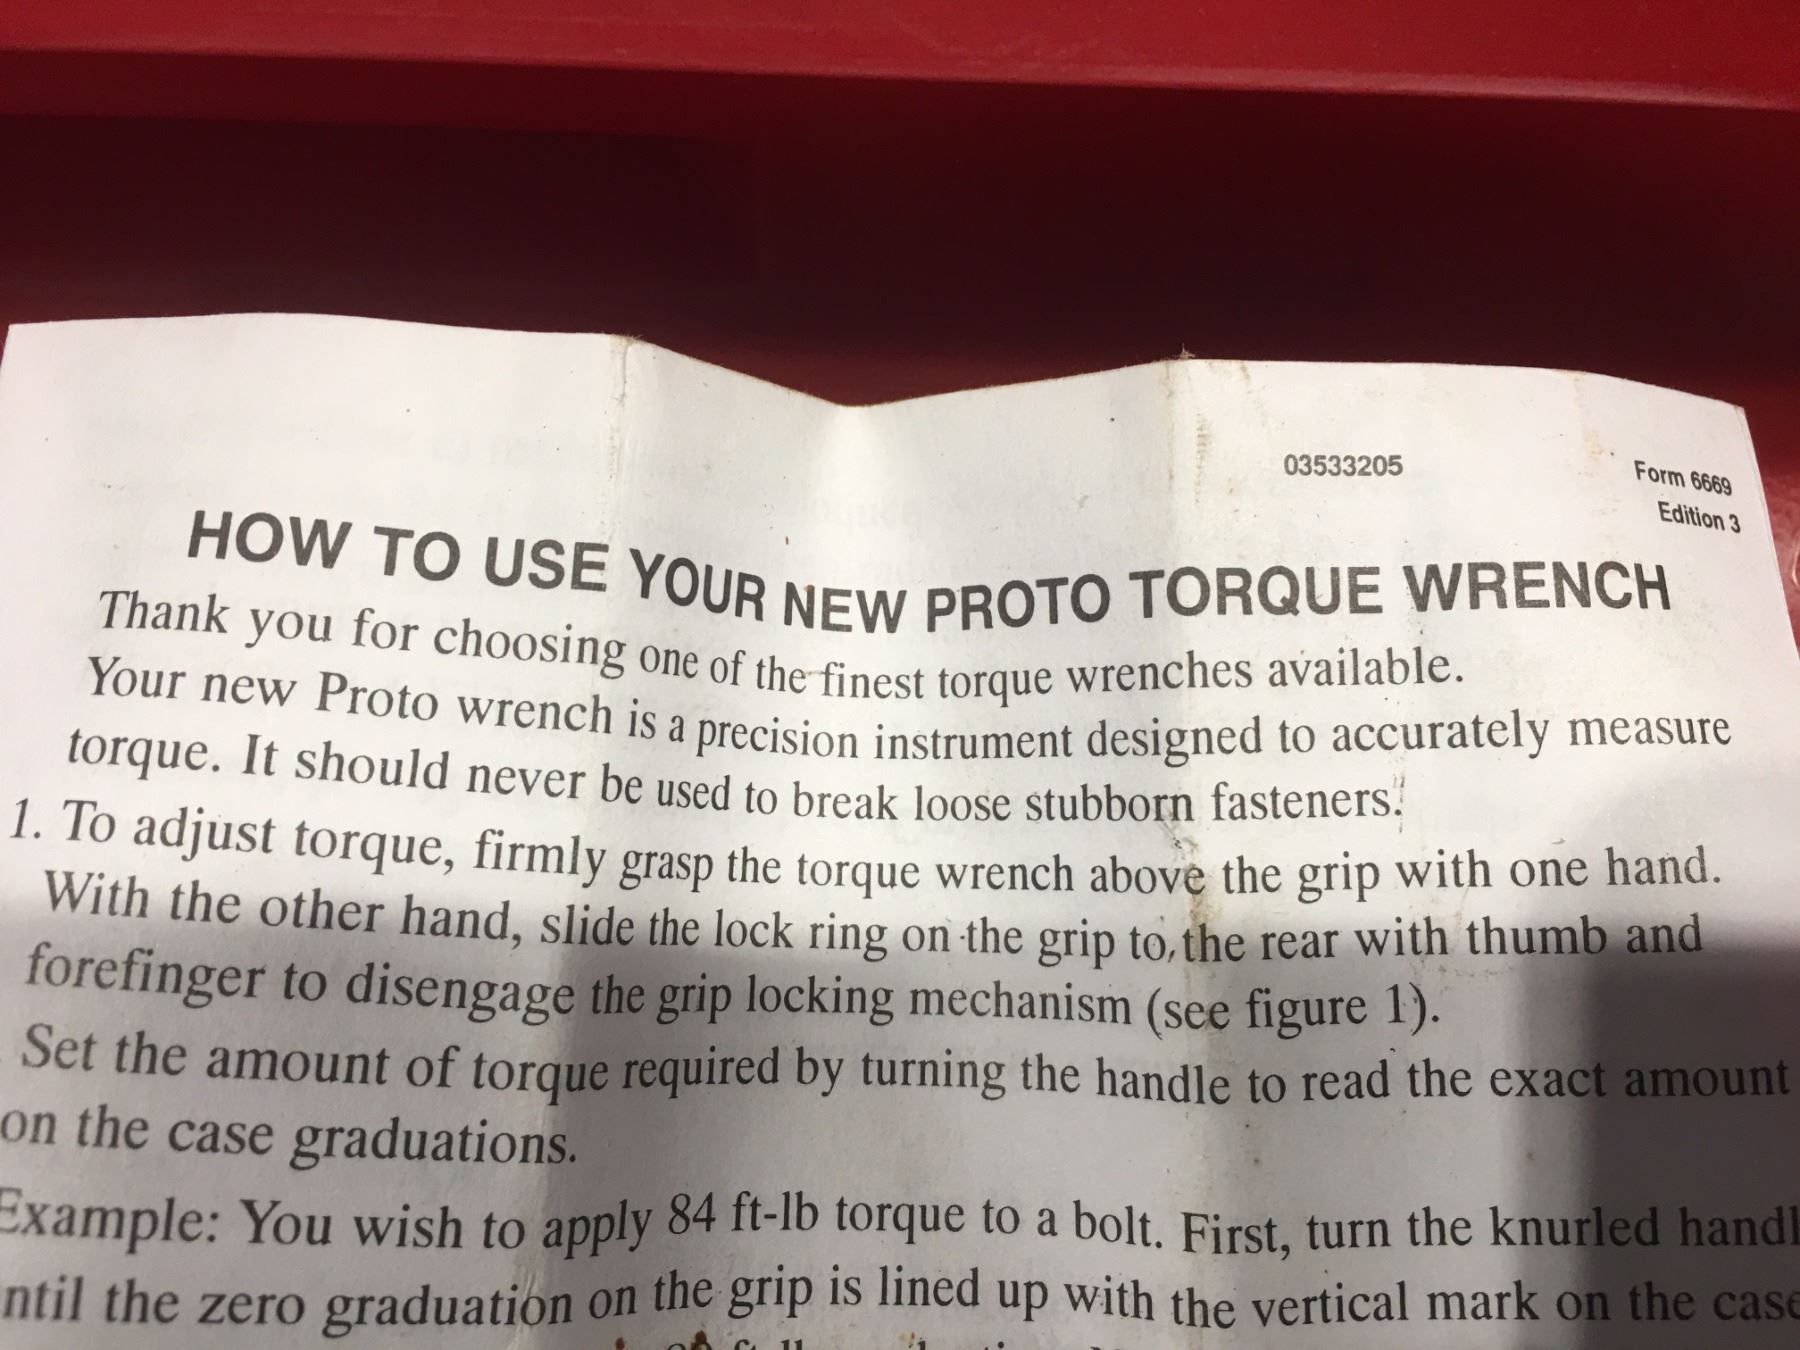 03533205
Form 6669
Edition 3
HOW TO USE YOUR NEW PROTO TORQUE WRENCH
Thank you for choosing one of the finest torque wrenches available.
Your new Proto wrench is a precision instrument designed to accurately measure
torque. It should never be used to break loose stubborn fasteners.
1. To adjust torque, firmly grasp the torque wrench above the grip with one hand.
With the other hand, slide the lock ring on the grip to the rear with thumb and
forefinger to disengage the grip locking mechanism (see figure 1).
Set the amount of torque required by turning the handle to read the exact amount
on the case graduations.
Example: You wish to apply 84 ft-lb torque to a bolt. First, turn the knurled handl
ntil the zero graduation on the grip is lined up with the vertical mark on the case